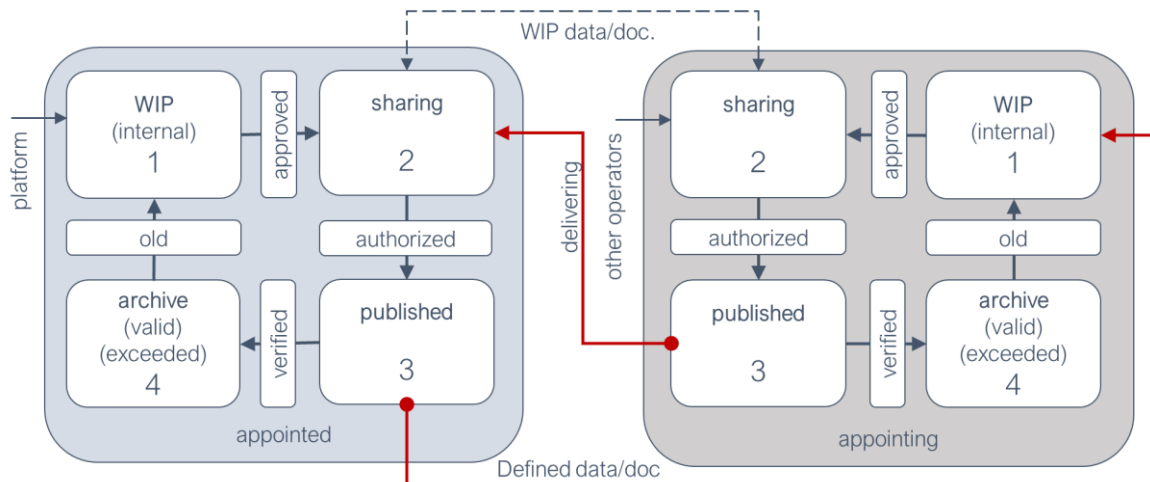 WIP data/doc.
platform
WIP
(internal)
1
approved
sharing
2
old
authorized
archive
(valid)
(exceeded)
4
verified
published
3
appointed
delivering
other operators
sharing
2
approved
WIP
(internal)
1
authorized
old
published
3
verified
archive
(valid)
(exceeded)
4
appointing
Defined data/doc